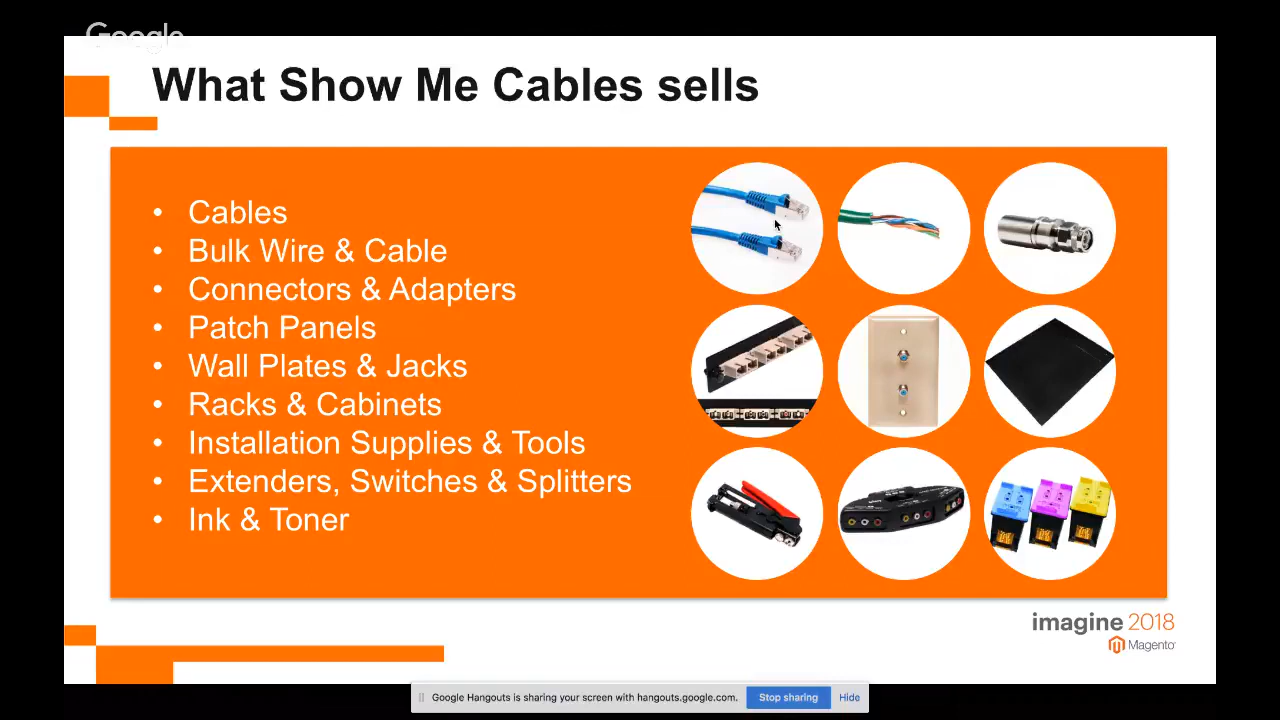 Google
What Show Me Cables sells
• Cables
• Bulk Wire & Cable
• Connectors & Adapters
• Patch Panels
• Wall Plates & Jacks
• Racks & Cabinets
• Installation Supplies & Tools
• Extenders, Switches & Splitters
• Ink & Toner
imagine 2018
Magento
Google Hangouts is sharing your screen with hangouts.google.com. Stop sharing Hide